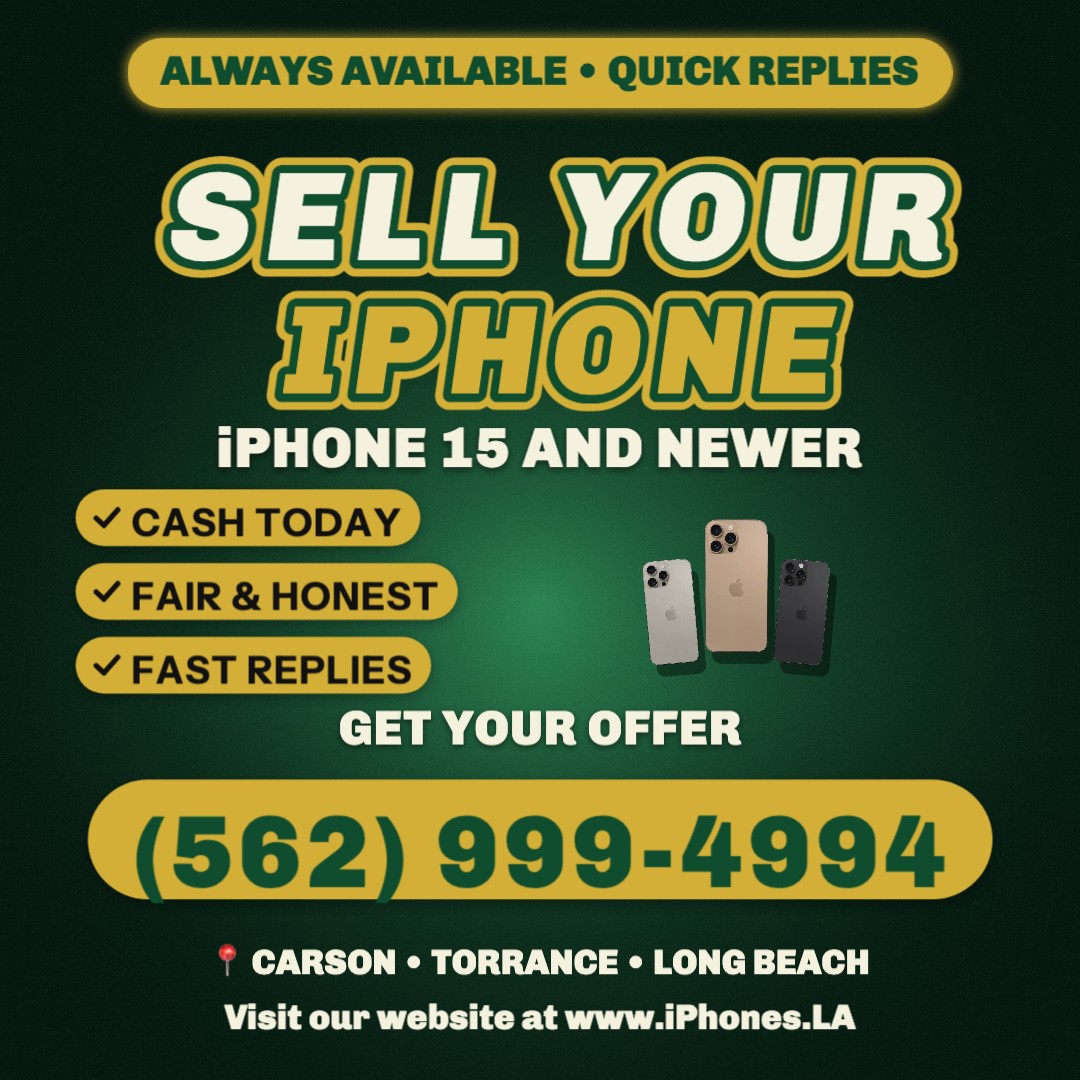 ALWAYS AVAILABLE • QUICK REPLIES
SELL YOUR
IPHONE
iPHONE 15 AND NEWER
✓ CASH TODAY
✓ FAIR & HONEST
✓ FAST REPLIES
GET YOUR OFFER
(562) 999-4994
📍 CARSON • TORRANCE • LONG BEACH
Visit our website at www.iPhones.LA